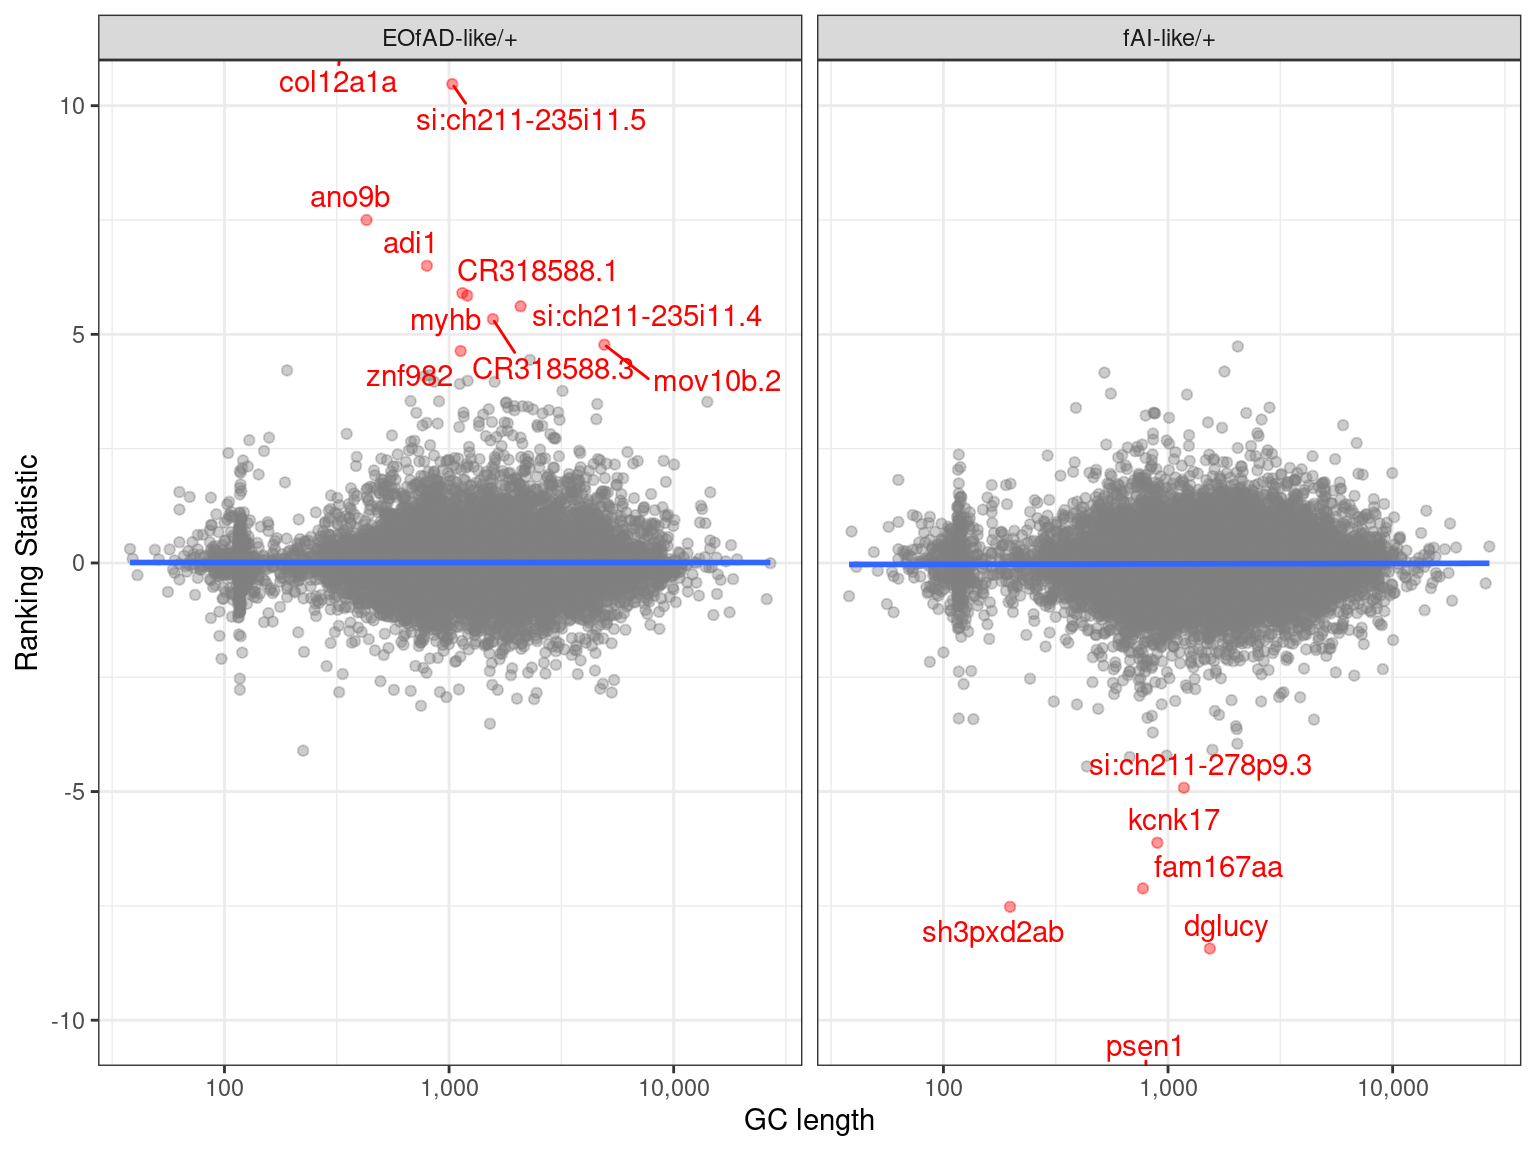 EOfAD-like/+
fAI-like/+
col12a1a
si:ch211-235i11.5
ano9b
adi1
CR318588.1
si:ch211-235i11.4
myhb
CR318588.3
znf982
mov10b.2
si:ch211-278p9.3
kcnk17
fam167aa
sh3pxd2ab
dglucy
psen1
10
5
0
-5
-10
Ranking Statistic
100
1,000
10,000
100
1,000
10,000
GC length